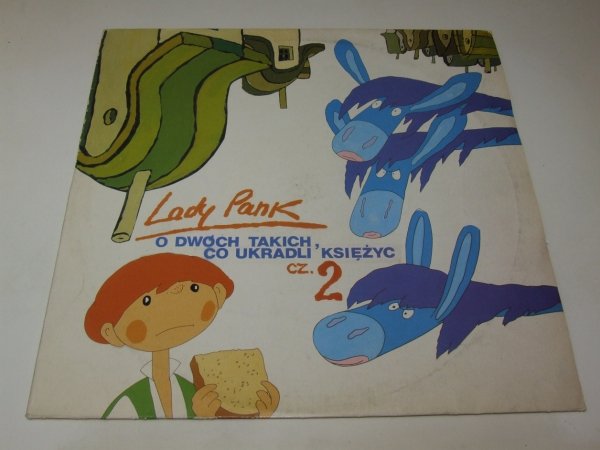 Lady Pank
O DWÓCH TAKICH,
CO UKRADLI KSIĘŻYC
cz. 2